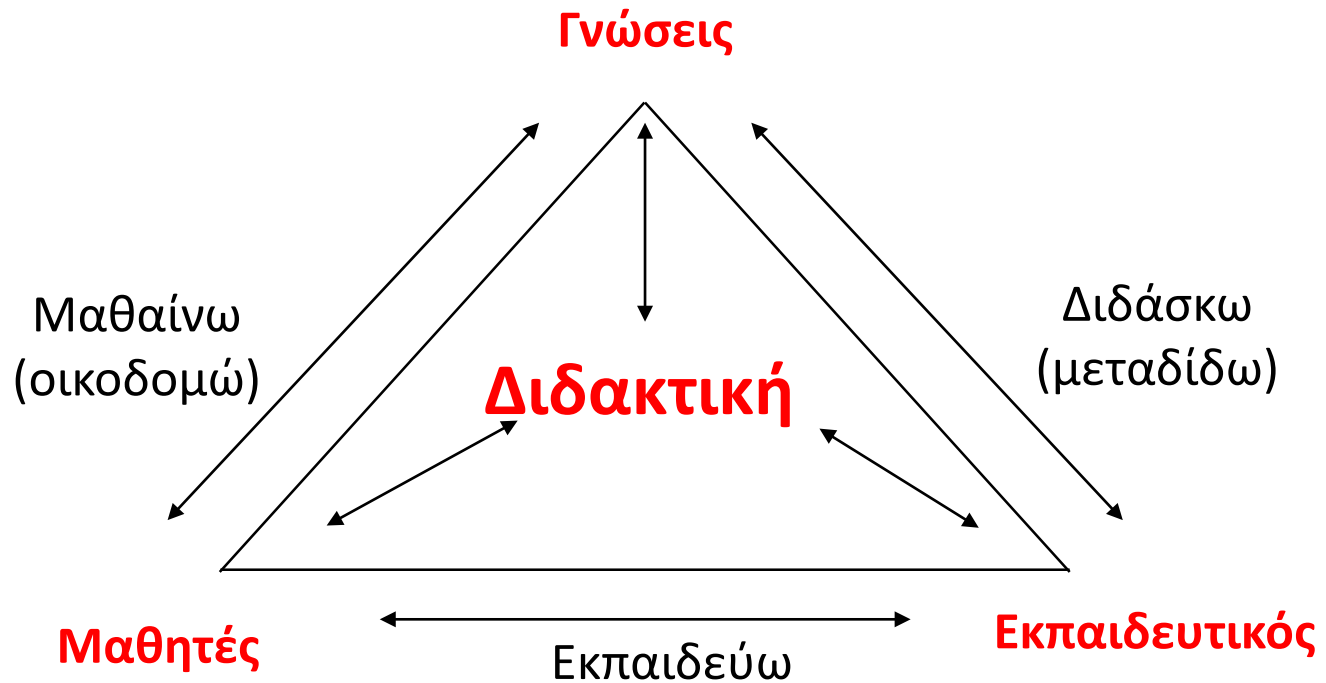 Γνώσεις
Μαθαίνω
(οικοδομώ)
Διδάσκω
(μεταδίδω)
Διδακτική
Μαθητές
Εκπαιδεύω
Εκπαιδευτικός